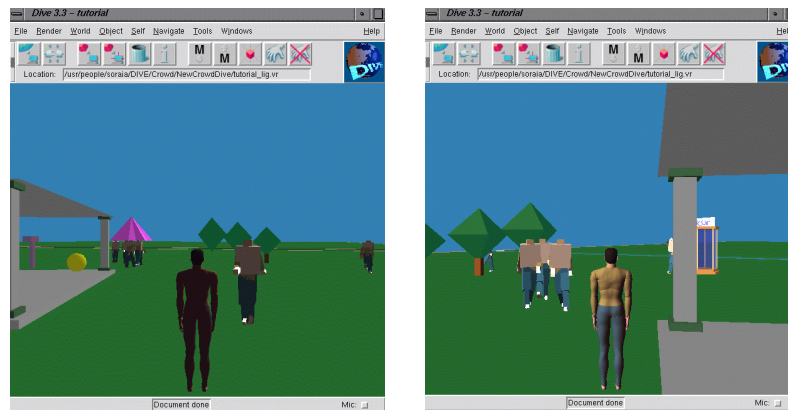 Dive 3.3 – tutorial
File Render World Object Self Navigate Tools Windows Help
M M
Location: /usr/people/soraia/DIVE/Crowd/NewCrowdDive/tutorial_lig.vr
Document done Mic:
Dive 3.3 – tutorial
File Render World Object Self Navigate Tools Windows Hel
M M
Location: /usr/people/soraia/DIVE/Crowd/NewCrowdDive/tutorial_lig.vr
Document done Mic: